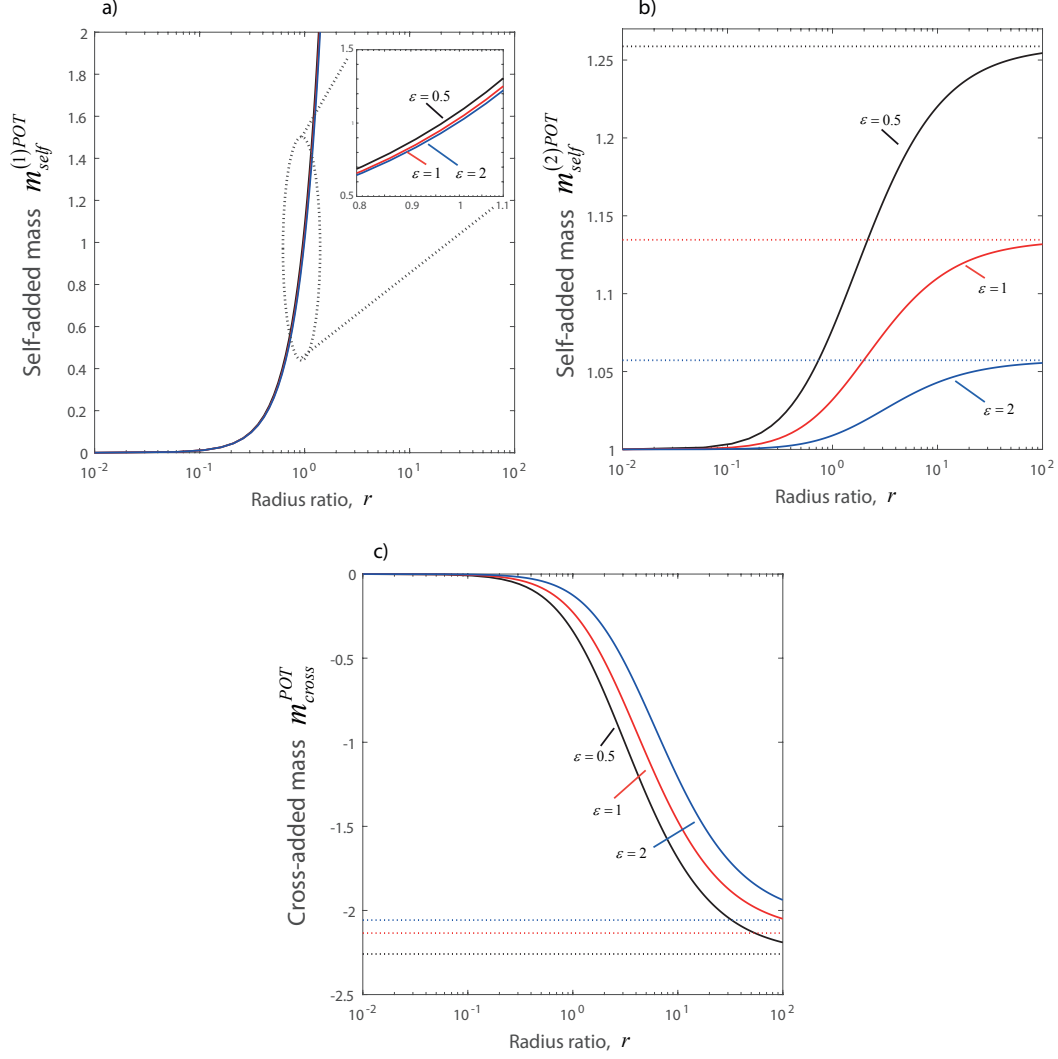 a)
Self-added mass m_self^(1)POT
2
1.8
1.6
1.4
1.2
1
0.8
0.6
0.4
0.2
0
10^-2
10^-1
10^0
10^1
10^2
Radius ratio, r
1.5
1
0.5
0.8
0.9
1
1.1
ε = 0.5
ε = 1
ε = 2
b)
Self-added mass m_self^(2)POT
1.25
1.2
1.15
1.1
1.05
1
10^-2
10^-1
10^0
10^1
10^2
Radius ratio, r
ε = 0.5
ε = 1
ε = 2
c)
Cross-added mass m_cross^POT
0
-0.5
-1
-1.5
-2
-2.5
10^-2
10^-1
10^0
10^1
10^2
Radius ratio, r
ε = 0.5
ε = 1
ε = 2